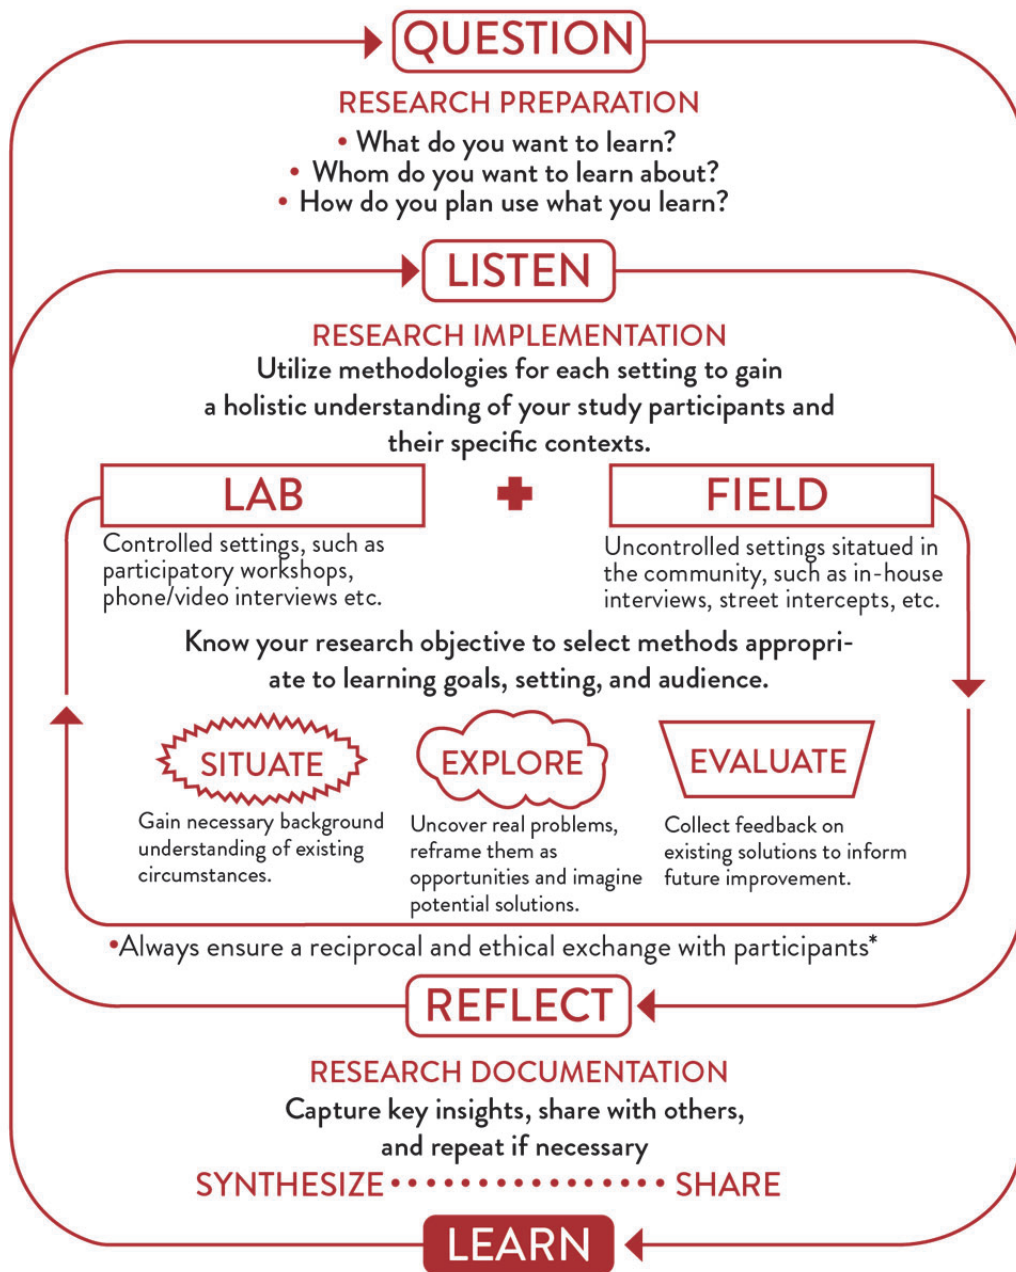 QUESTION
RESEARCH PREPARATION
• What do you want to learn?
• Whom do you want to learn about?
• How do you plan use what you learn?
LISTEN
RESEARCH IMPLEMENTATION
Utilize methodologies for each setting to gain
a holistic understanding of your study participants and
their specific contexts.
LAB
Controlled settings, such as
participatory workshops,
phone/video interviews etc.
FIELD
Uncontrolled settings sitatued in
the community, such as in-house
interviews, street intercepts, etc.
Know your research objective to select methods appropri-
ate to learning goals, setting, and audience.
SITUATE
Gain necessary background
understanding of existing
circumstances.
EXPLORE
Uncover real problems,
reframe them as
opportunities and imagine
potential solutions.
EVALUATE
Collect feedback on
existing solutions to inform
future improvement.
•Always ensure a reciprocal and ethical exchange with participants*
REFLECT
RESEARCH DOCUMENTATION
Capture key insights, share with others,
and repeat if necessary
SYNTHESIZE • • • • • • • • • • • • • • • • • • • SHARE
LEARN